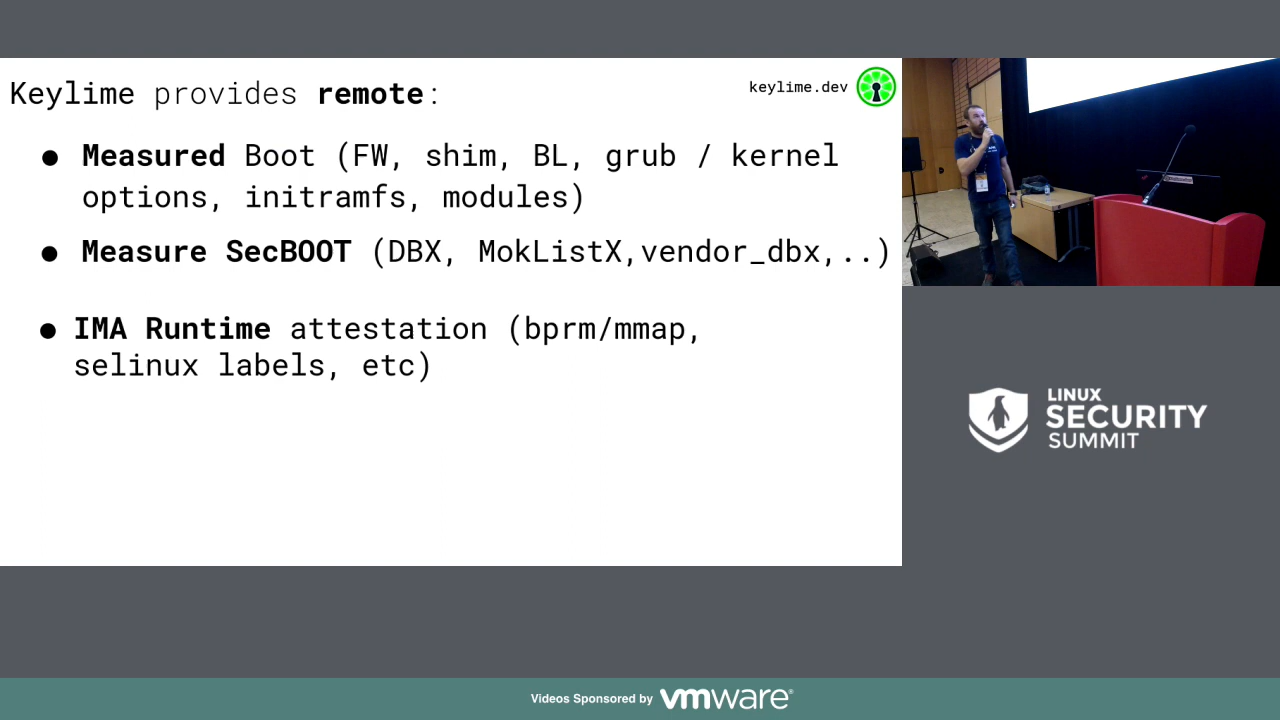 Keylime provides remote:
keylime.dev
● Measured Boot (FW, shim, BL, grub / kernel
options, initramfs, modules)
● Measure SecBOOT (DBX, MokListX,vendor_dbx,..)
● IMA Runtime attestation (bprm/mmap,
selinux labels, etc)
LINUX
SECURITY
SUMMIT
Videos Sponsored by vmware®